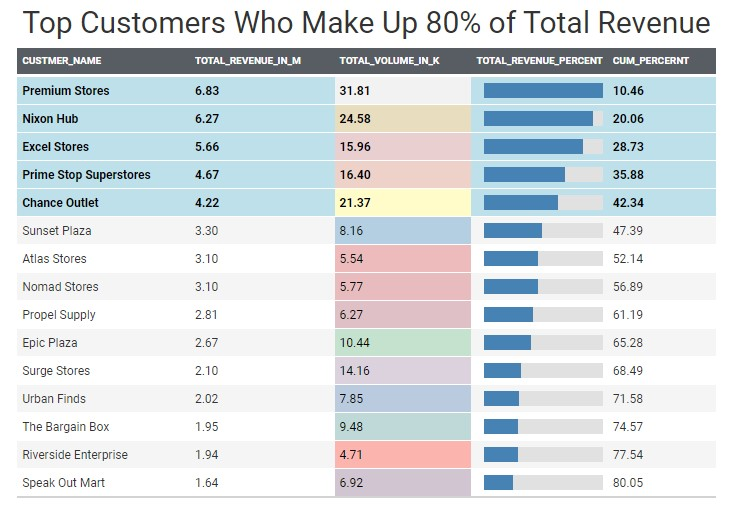 Top Customers Who Make Up 80% of Total Revenue
CUSTMER_NAME TOTAL_REVENUE_IN_M TOTAL_VOLUME_IN_K TOTAL_REVENUE_PERCENT CUM_PERCERNT
Premium Stores 6.83 31.81 10.46
Nixon Hub 6.27 24.58 20.06
Excel Stores 5.66 15.96 28.73
Prime Stop Superstores 4.67 16.40 35.88
Chance Outlet 4.22 21.37 42.34
Sunset Plaza 3.30 8.16 47.39
Atlas Stores 3.10 5.54 52.14
Nomad Stores 3.10 5.77 56.89
Propel Supply 2.81 6.27 61.19
Epic Plaza 2.67 10.44 65.28
Surge Stores 2.10 14.16 68.49
Urban Finds 2.02 7.85 71.58
The Bargain Box 1.95 9.48 74.57
Riverside Enterprise 1.94 4.71 77.54
Speak Out Mart 1.64 6.92 80.05